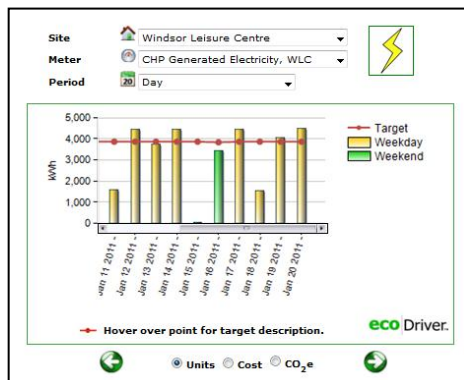 Site Windsor Leisure Centre
Meter CHP Generated Electricity, WLC
Period 20 Day
5,000
4,000
3,000
2,000
1,000
0
kWh
Target
Weekday
Weekend
Jan 11 2011 -
Jan 12 2011 -
Jan 13 2011 -
Jan 14 2011 -
Jan 15 2011 -
Jan 16 2011 -
Jan 17 2011 -
Jan 18 2011 -
Jan 19 2011 -
Jan 20 2011 -
Hover over point for target description.
eco Driver.
Units Cost CO₂e